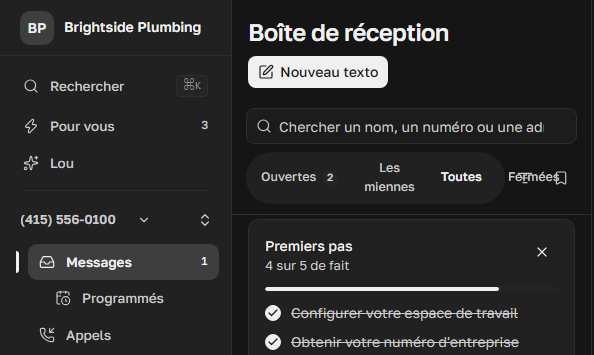 BP Brightside Plumbing
Rechercher ⌘K
Pour vous 3
Lou
(415) 556-0100
Messages 1
Programmés
Appels
Boîte de réception
Nouveau texto
Chercher un nom, un numéro ou une ad
Ouvertes 2
Les
miennes
Toutes
Fermées
Premiers pas
4 sur 5 de fait
Configurer votre espace de travail
Obtenir votre numéro d'entreprise